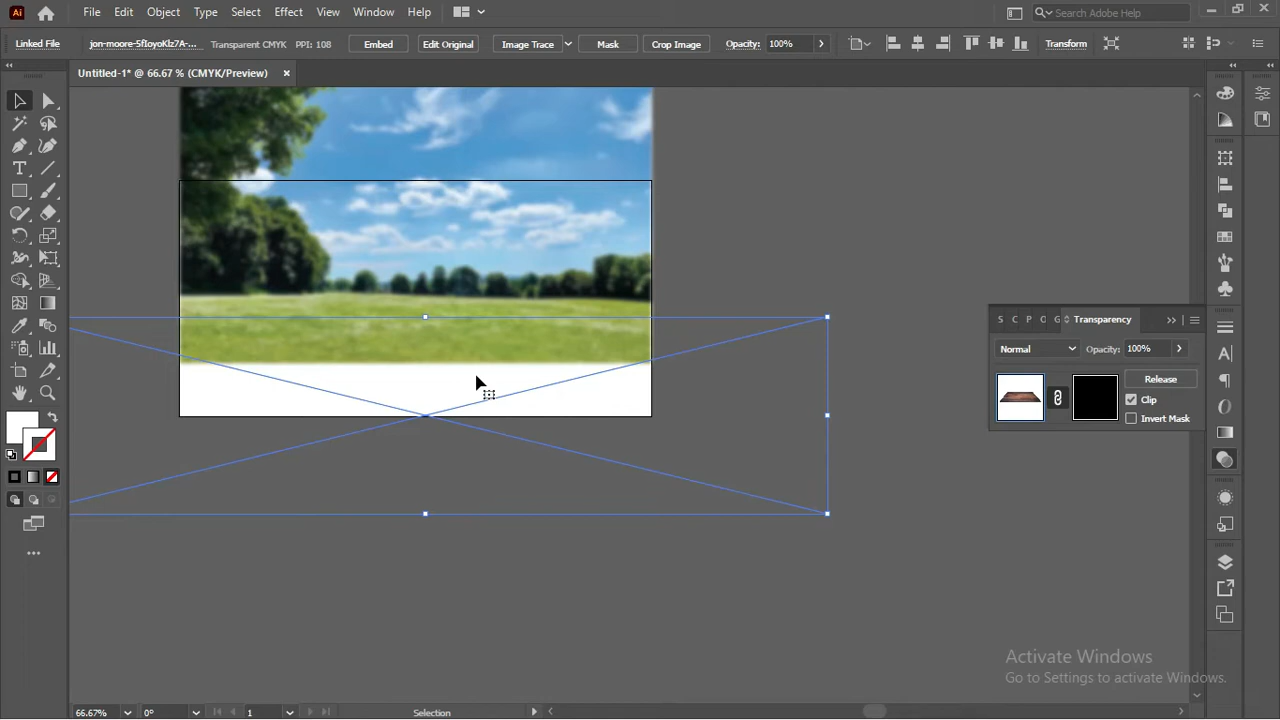 Ai File Edit Object Type Select Effect View Window Help Search Adobe Help
Linked File jon-moore-5fIoyoKlz7A-... Transparent CMYK PPI: 108 Embed Edit Original Image Trace Mask Crop Image Opacity: 100% Transform
Untitled-1* @ 66.67 % (CMYK/Preview)
S C P O G Transparency
Normal Opacity: 100%
Release
Clip
Invert Mask
Activate Windows
Go to Settings to activate Windows.
66.67% 0° 1 Selection